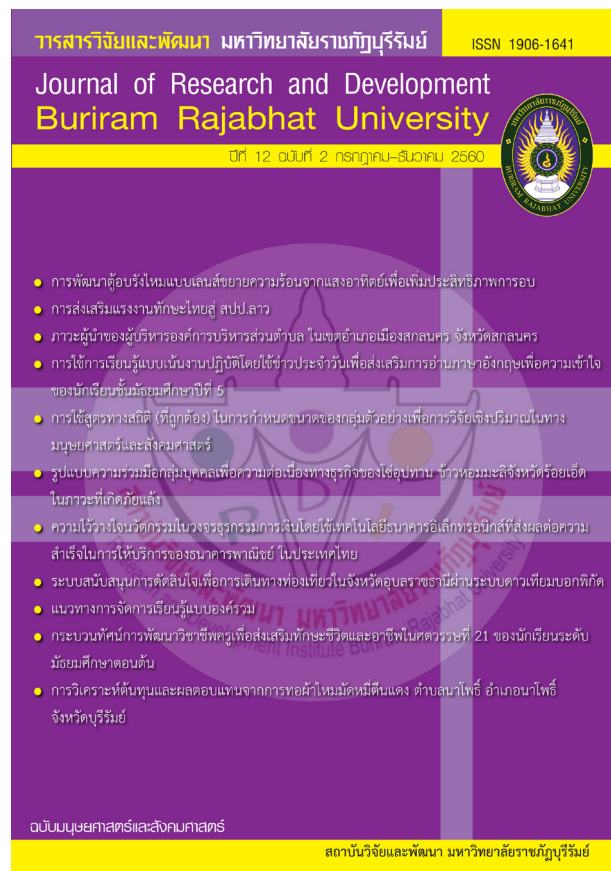 วารสารวิจัยและพัฒนา มหาวิทยาลัยราชภัฏบุรีรัมย์
ISSN 1906-1641
Journal of Research and Development
Buriram Rajabhat University
ปีที่ 12 ฉบับที่ 2 กรกฎาคม-ธันวาคม 2560
การพัฒนาตู้อบรังไหมแบบเลนส์ขยายความร้อนจากแสงอาทิตย์เพื่อเพิ่มประสิทธิภาพการอบ
การส่งเสริมแรงงานทักษะไทยสู่ สปป.ลาว
ภาวะผู้นำของผู้บริหารองค์การบริหารส่วนตำบล ในเขตอำเภอเมืองสกลนคร จังหวัดสกลนคร
การใช้การเรียนรู้แบบเน้นงานปฏิบัติโดยใช้ข่าวประจำวันเพื่อส่งเสริมการอ่านภาษาอังกฤษเพื่อความเข้าใจ
ของนักเรียนชั้นมัธยมศึกษาปีที่ 5
การใช้สูตรทางสถิติ (ที่ถูกต้อง) ในการกำหนดขนาดของกลุ่มตัวอย่างเพื่อการวิจัยเชิงปริมาณในทาง
มนุษยศาสตร์และสังคมศาสตร์
รูปแบบความร่วมมือกลุ่มบุคคลเพื่อความต่อเนื่องทางธุรกิจของโซ่อุปทาน ข้าวหอมมะลิจังหวัดร้อยเอ็ด
ในภาวะที่เกิดภัยแล้ง
ความไว้วางใจนวัตกรรมในวงจรธุรกรรมการเงินโดยใช้เทคโนโลยีธนาคารอิเล็กทรอนิกส์ที่ส่งผลต่อความ
สำเร็จในการให้บริการของธนาคารพาณิชย์ ในประเทศไทย
ระบบสนับสนุนการตัดสินใจเพื่อการเดินทางท่องเที่ยวในจังหวัดอุบลราชธานีผ่านระบบดาวเทียมบอกพิกัด
แนวทางการจัดการเรียนรู้แบบองค์รวม
กระบวนทัศน์การพัฒนาวิชาชีพครูเพื่อส่งเสริมทักษะชีวิตและอาชีพในศตวรรษที่ 21 ของนักเรียนระดับ
มัธยมศึกษาตอนต้น
การวิเคราะห์ต้นทุนและผลตอบแทนจากการทอผ้าไหมมัดหมี่ตีนแดง ตำบลนาโพธิ์ อำเภอนาโพธิ์
จังหวัดบุรีรัมย์
ฉบับมนุษยศาสตร์และสังคมศาสตร์
สถาบันวิจัยและพัฒนา มหาวิทยาลัยราชภัฏบุรีรัมย์